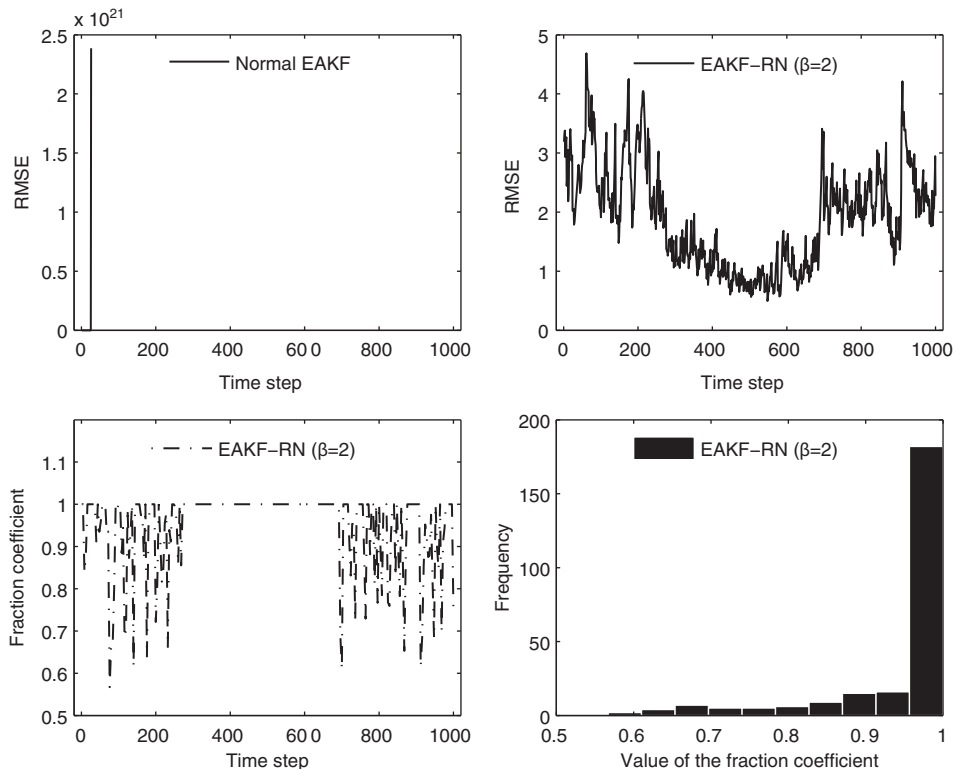 x 10²¹
2.5
2
1.5
1
0.5
0
RMSE
Normal EAKF
0 200 400 60 0 800 1000
Time step
5
4
3
2
1
0
RMSE
EAKF−RN (β=2)
0 200 400 600 800 1000
Time step
1.1
1
0.9
0.8
0.7
0.6
0.5
Fraction coefficient
EAKF−RN (β=2)
0 200 400 60 0 800 1000
Time step
200
150
100
50
0
Frequency
EAKF−RN (β=2)
0.5 0.6 0.7 0.8 0. 9 1
Value of the fraction coefficient